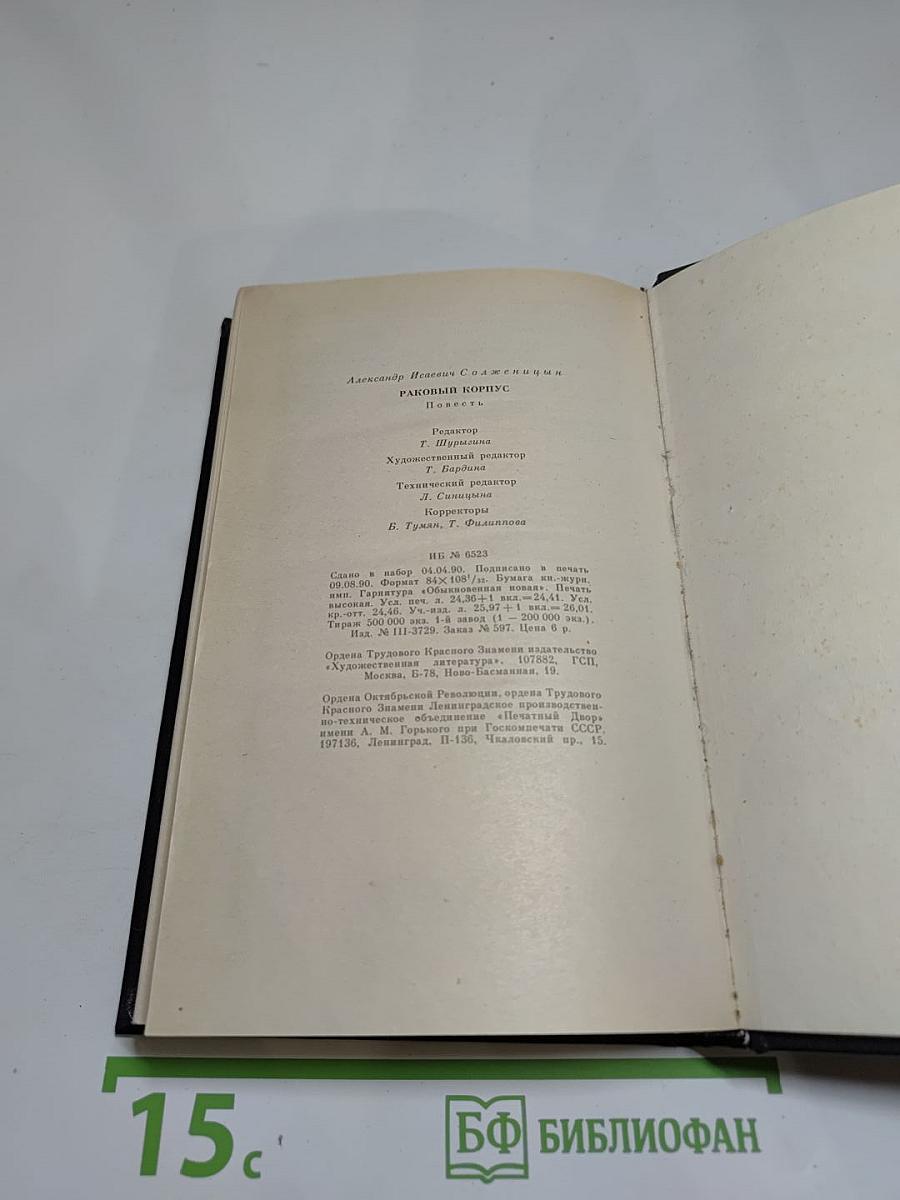 Александр Исаевич Солженицын
РАКОВЫЙ КОРПУС
Повесть
Редактор
Т. Шурыгина
Художественный редактор
Т. Бардина
Технический редактор
Л. Синицына
Корректоры
Б. Тумян, Т. Филиппова
ИБ № 6523
Сдано в набор 04.04.90. Подписано в печать
09.08.90. Формат 84×108¹/₃₂. Бумага кн.-журн.
имп. Гарнитура «Обыкновенная новая». Печать
высокая. Усл. печ. л. 24,36+1 вкл.=24,41. Усл.
кр.-отт. 24,46. Уч.-изд. л. 25,97+1 вкл.=26,01.
Тираж 500 000 экз. 1-й завод (1 — 200 000 экз.).
Изд. № III-3729. Заказ № 597. Цена 6 р.
Ордена Трудового Красного Знамени издательство
«Художественная литература». 107882, ГСП,
Москва, Б-78, Ново-Басманная, 19.
Ордена Октябрьской Революции, ордена Трудового
Красного Знамени Ленинградское производствен-
но-техническое объединение «Печатный Двор»
имени А. М. Горького при Госкомпечати СССР.
197136, Ленинград, П-136, Чкаловский пр., 15.
15 с
БФ БИБЛИОФАН